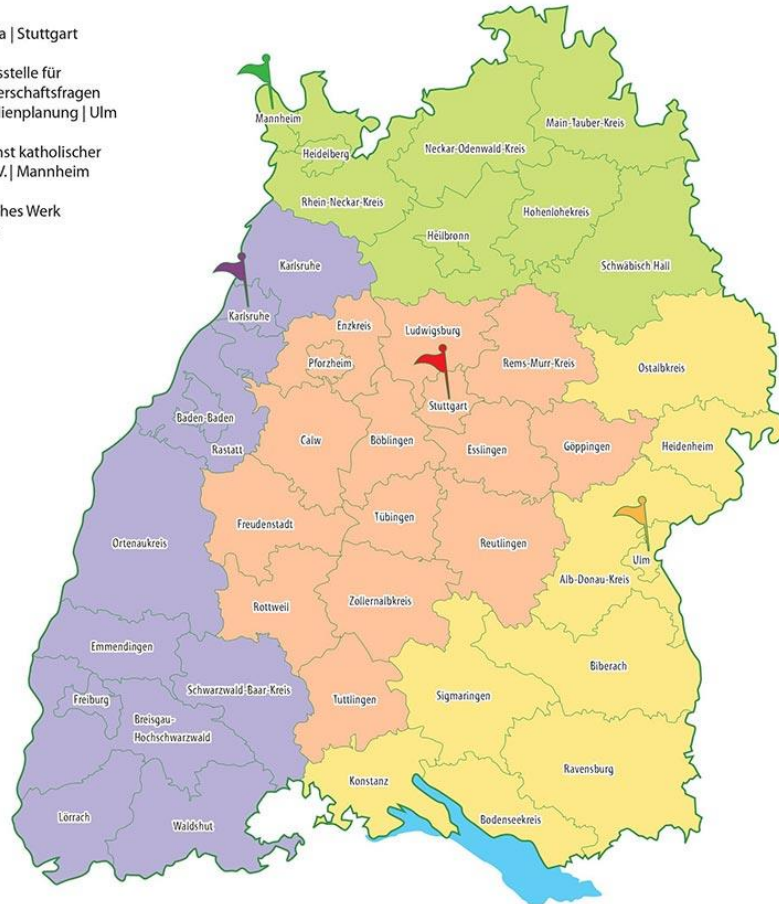 a | Stuttgart
sstelle für
erschaftsfragen
lienplanung | Ulm
nst katholischer
V. | Mannheim
hes Werk
Mannheim
Heidelberg
Neckar-Odenwald-Kreis
Main-Tauber-Kreis
Rhein-Neckar-Kreis
Heilbronn
Hohenlohekreis
Schwäbisch Hall
Karlsruhe
Karlsruhe
Enzkreis
Ludwigsburg
Pforzheim
Rems-Murr-Kreis
Ostalbkreis
Stuttgart
Baden-Baden
Rastatt
Calw
Böblingen
Esslingen
Göppingen
Heidenheim
Freudenstadt
Tübingen
Reutlingen
Ortenaukreis
Ulm
Alb-Donau-Kreis
Rottweil
Zollernalbkreis
Emmendingen
Biberach
Schwarzwald-Baar-Kreis
Freiburg
Tuttlingen
Sigmaringen
Breisgau-
Hochschwarzwald
Konstanz
Ravensburg
Lörrach
Waldshut
Bodenseekreis